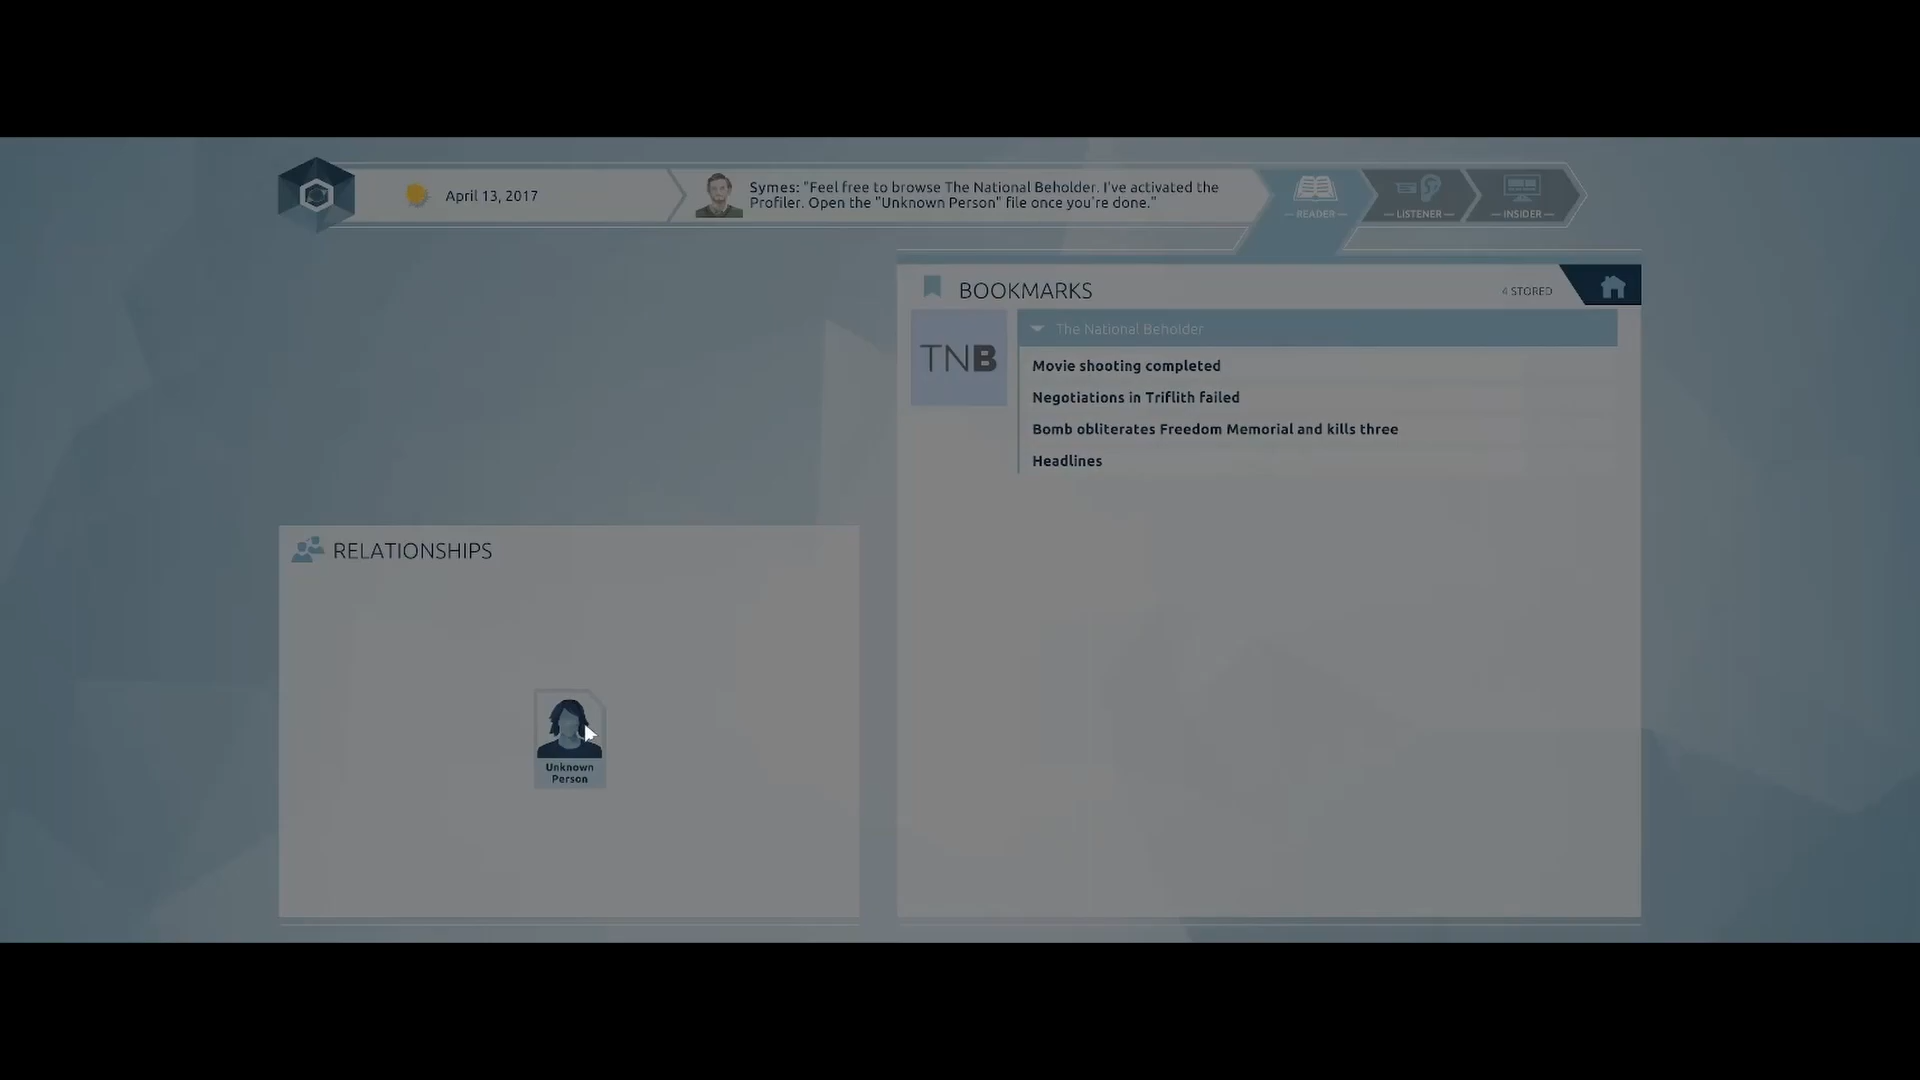 April 13, 2017
Symes: "Feel free to browse The National Beholder. I've activated the
Profiler. Open the "Unknown Person" file once you're done."
READER
LISTENER
INSIDER
BOOKMARKS
4 STORED
TNB
The National Beholder
Movie shooting completed
Negotiations in Triflith failed
Bomb obliterates Freedom Memorial and kills three
Headlines
RELATIONSHIPS
Unknown
Person